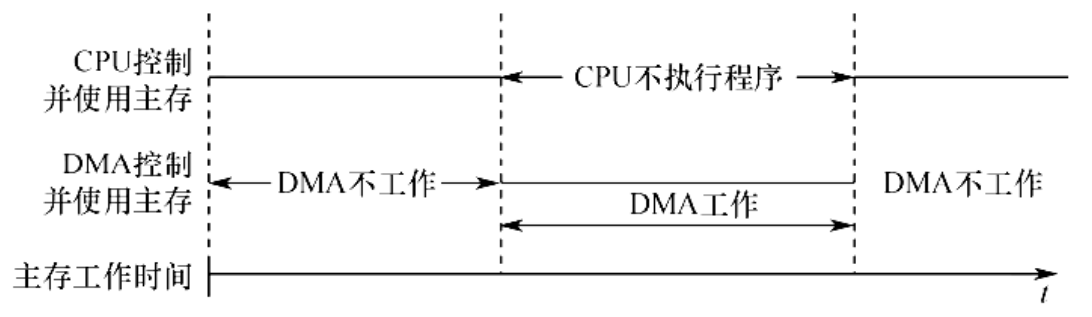 CPU控制
并使用主存
CPU不执行程序
DMA控制
并使用主存
DMA不工作
DMA工作
DMA不工作
主存工作时间
t